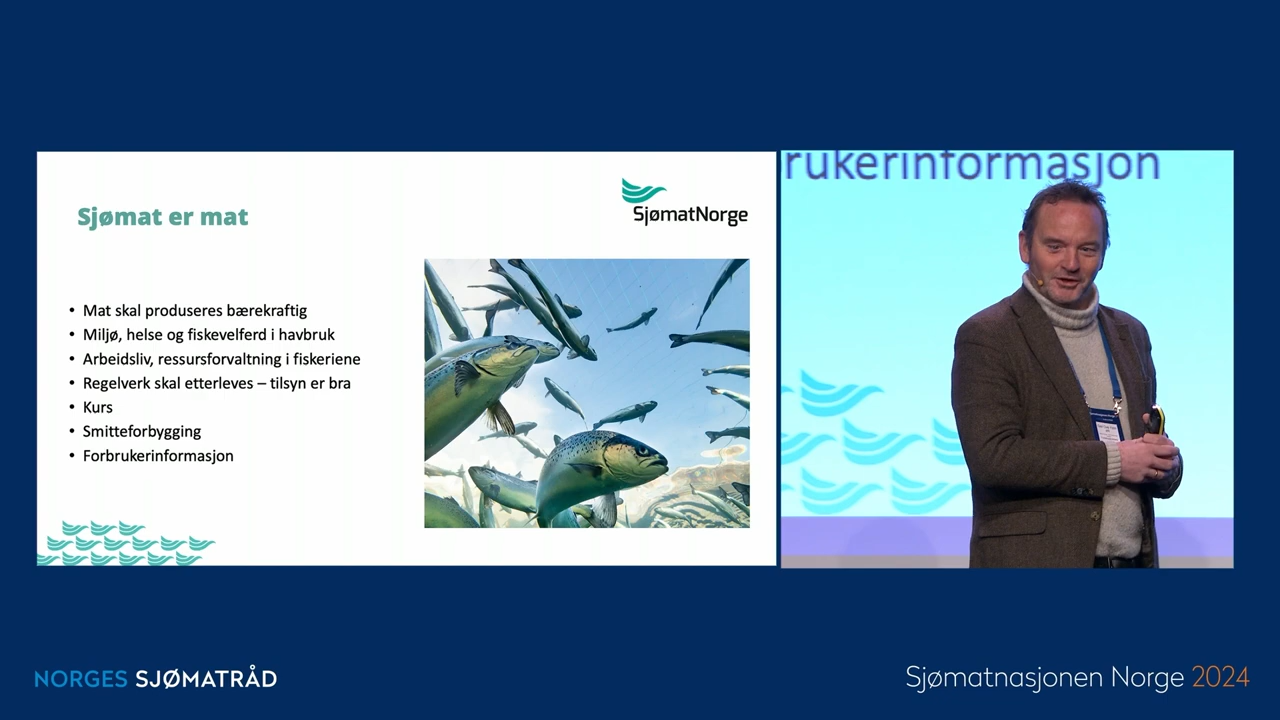 Sjømat er mat
SjømatNorge
• Mat skal produseres bærekraftig
• Miljø, helse og fiskevelferd i havbruk
• Arbeidsliv, ressursforvaltning i fiskeriene
• Regelverk skal etterleves – tilsyn er bra
• Kurs
• Smitteforbygging
• Forbrukerinformasjon
rukerinformasjon
NORGES SJØMATRÅD
Sjømatnasjonen Norge 2024